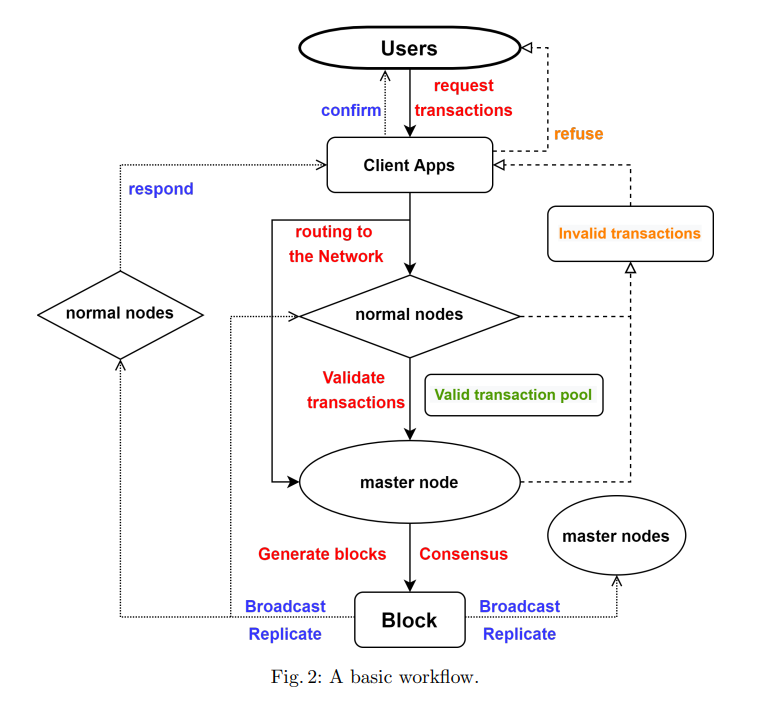 Users
request
transactions
confirm
refuse
Client Apps
respond
routing to
the Network
Invalid transactions
normal nodes
normal nodes
Validate
transactions
Valid transaction pool
master node
master nodes
Generate blocks
Consensus
Broadcast
Replicate
Block
Broadcast
Replicate
Fig. 2: A basic workflow.